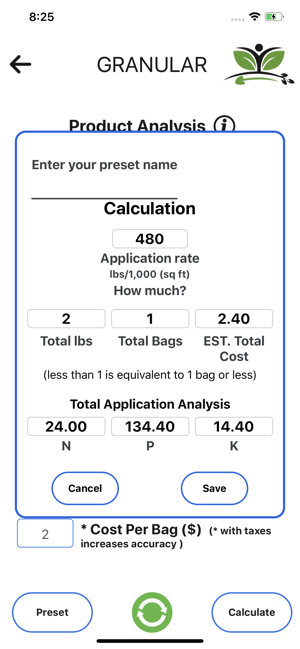 8:25
GRANULAR
Product Analysis i
Enter your preset name
Calculation
480
Application rate
lbs/1,000 (sq ft)
How much?
2 1 2.40
Total lbs Total Bags EST. Total
Cost
(less than 1 is equivalent to 1 bag or less)
Total Application Analysis
24.00 134.40 14.40
N P K
Cancel Save
2 * Cost Per Bag ($) (* with taxes
increases accuracy )
Preset Calculate